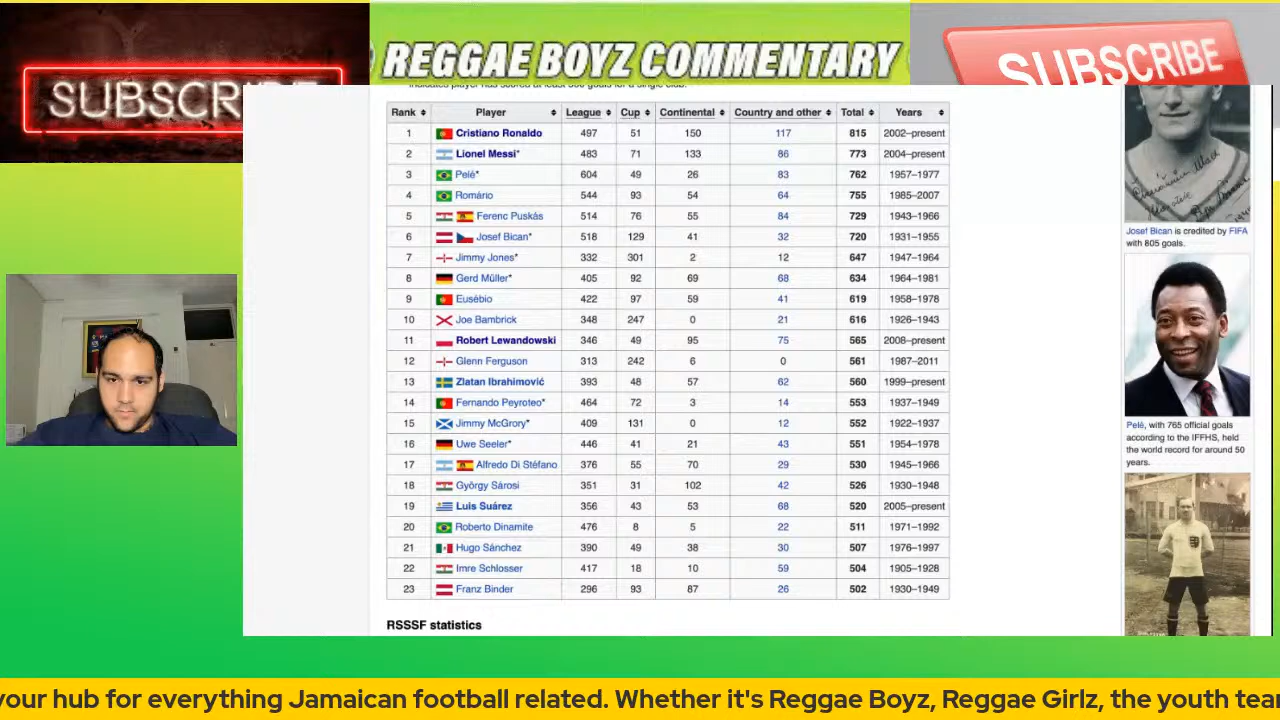 SUBSCRIBE
REGGAE BOYZ COMMENTARY
SUBSCRIBE
indicates player has scored at least 500 goals for a single club.
Rank Player League Cup Continental Country and other Total Years
1 Cristiano Ronaldo 497 51 150 117 815 2002–present
2 Lionel Messi* 483 71 133 86 773 2004–present
3 Pelé* 604 49 26 83 762 1957–1977
4 Romário 544 93 54 64 755 1985–2007
5 Ferenc Puskás 514 76 55 84 729 1943–1966
6 Josef Bican* 518 129 41 32 720 1931–1955
7 Jimmy Jones* 332 301 2 12 647 1947–1964
8 Gerd Müller* 405 92 69 68 634 1964–1981
9 Eusébio 422 97 59 41 619 1958–1978
10 Joe Bambrick 348 247 0 21 616 1926–1943
11 Robert Lewandowski 346 49 95 75 565 2008–present
12 Glenn Ferguson 313 242 6 0 561 1987–2011
13 Zlatan Ibrahimović 393 48 57 62 560 1999–present
14 Fernando Peyroteo* 464 72 3 14 553 1937–1949
15 Jimmy McGrory* 409 131 0 12 552 1922–1937
16 Uwe Seeler* 446 41 21 43 551 1954–1978
17 Alfredo Di Stéfano 376 55 70 29 530 1945–1966
18 György Sárosi 351 31 102 42 526 1930–1948
19 Luis Suárez 356 43 53 68 520 2005–present
20 Roberto Dinamite 476 8 5 22 511 1971–1992
21 Hugo Sánchez 390 49 38 30 507 1976–1997
22 Imre Schlosser 417 18 10 59 504 1905–1928
23 Franz Binder 296 93 87 26 502 1930–1949
RSSSF statistics
Josef Bican is credited by FIFA
with 805 goals.
Pelé, with 765 official goals
according to the IFFHS, held
the world record for around 50
years.
your hub for everything Jamaican football related. Whether it's Reggae Boyz, Reggae Girlz, the youth tea